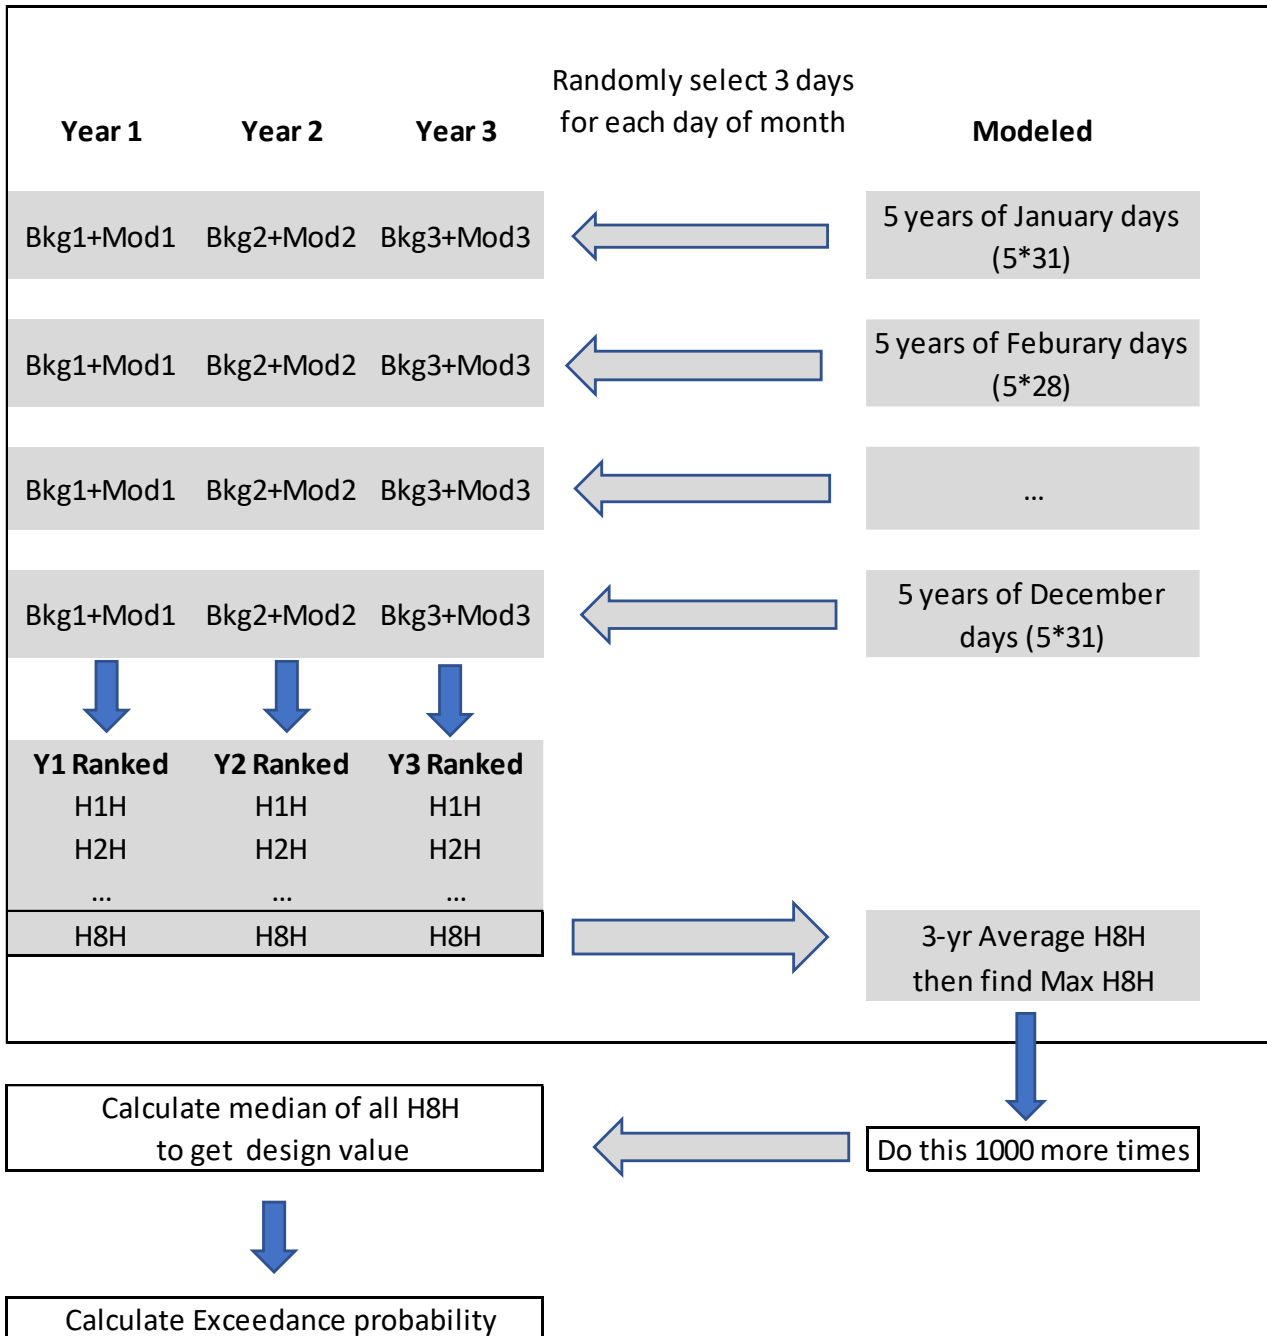 Randomly select 3 days
for each day of month
Year 1 Year 2 Year 3 Modeled
Bkg1+Mod1 Bkg2+Mod2 Bkg3+Mod3
5 years of January days
(5*31)
Bkg1+Mod1 Bkg2+Mod2 Bkg3+Mod3
5 years of Feburary days
(5*28)
Bkg1+Mod1 Bkg2+Mod2 Bkg3+Mod3
...
Bkg1+Mod1 Bkg2+Mod2 Bkg3+Mod3
5 years of December
days (5*31)
Y1 Ranked Y2 Ranked Y3 Ranked
H1H H1H H1H
H2H H2H H2H
... ... ...
H8H H8H H8H
3-yr Average H8H
then find Max H8H
Do this 1000 more times
Calculate median of all H8H
to get design value
Calculate Exceedance probability